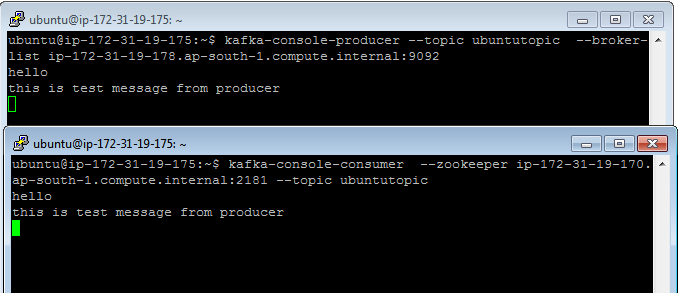 ubuntu@ip-172-31-19-175: ~
ubuntu@ip-172-31-19-175:~$ kafka-console-producer --topic ubuntutopic  --broker-
list ip-172-31-19-178.ap-south-1.compute.internal:9092
hello
this is test message from producer
ubuntu@ip-172-31-19-175: ~
ubuntu@ip-172-31-19-175:~$ kafka-console-consumer  --zookeeper ip-172-31-19-170.
ap-south-1.compute.internal:2181 --topic ubuntutopic
hello
this is test message from producer